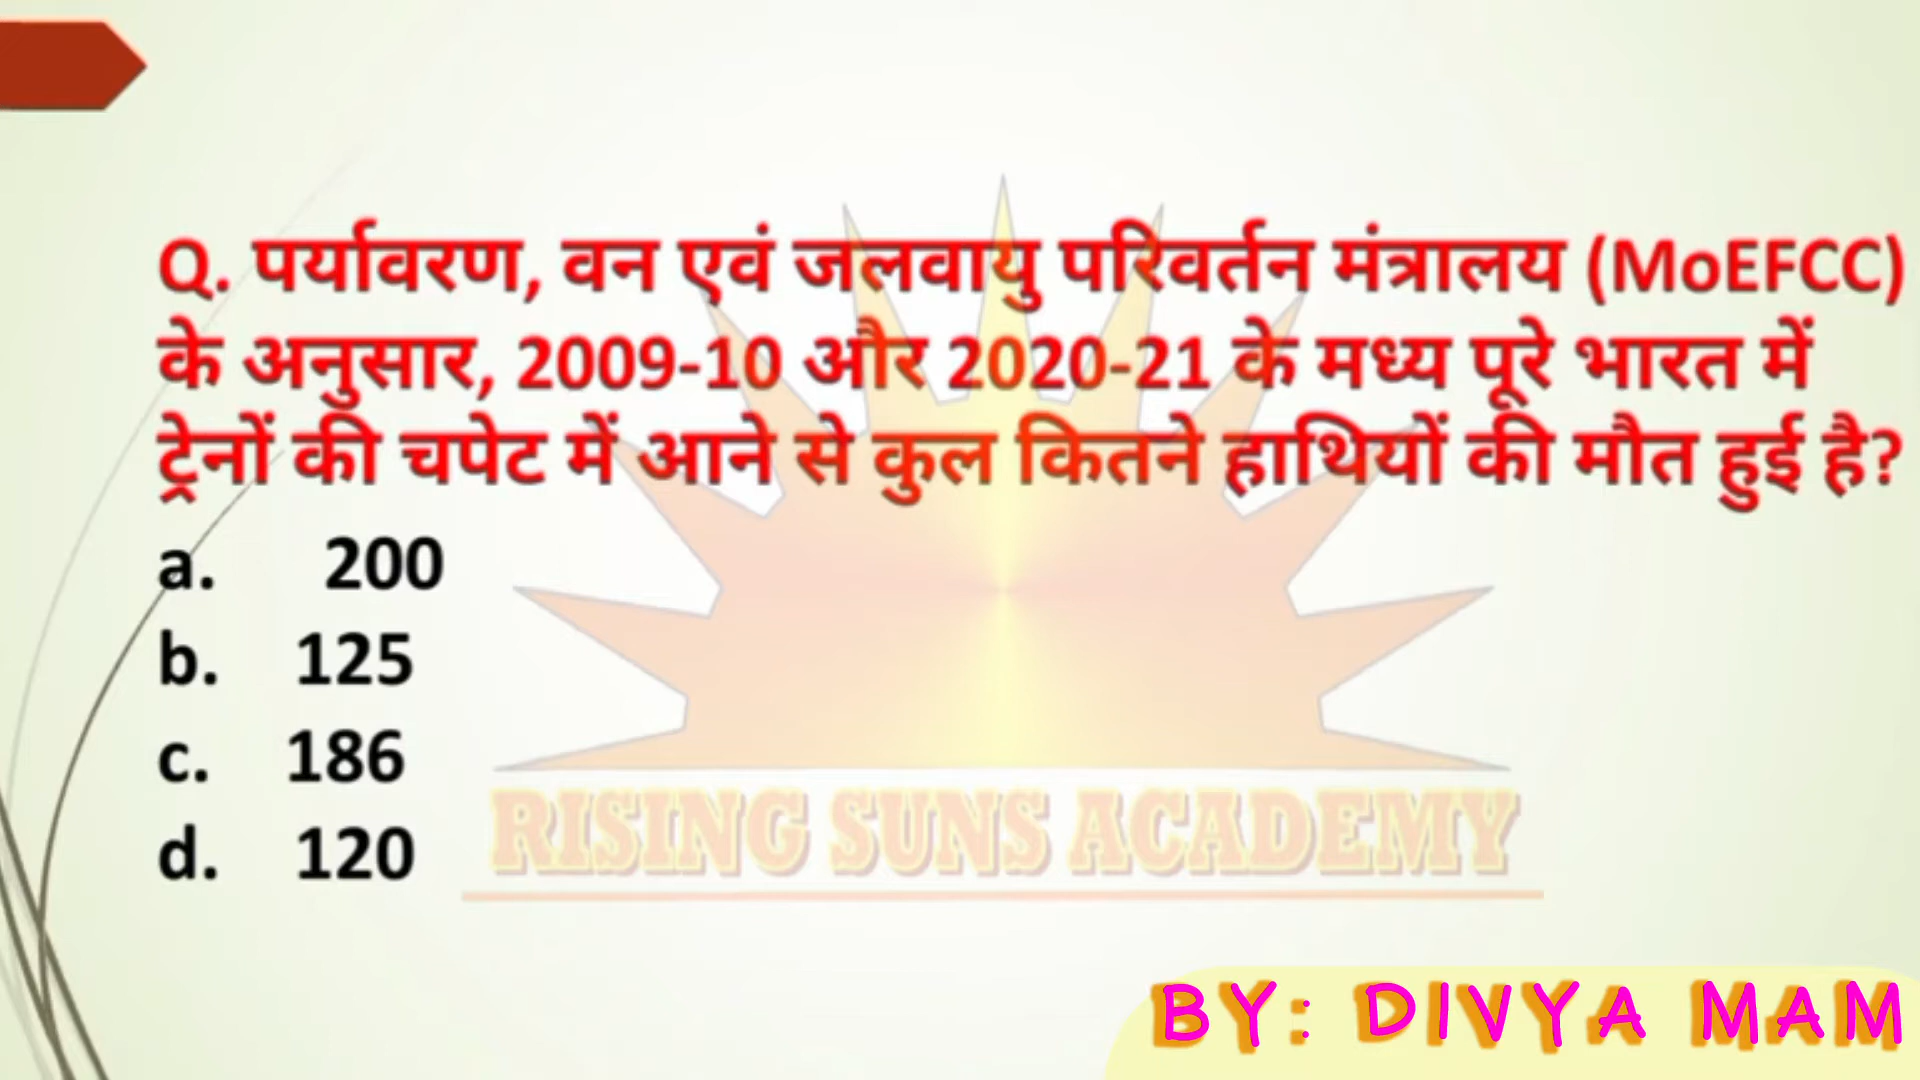 Q. पर्यावरण, वन एवं जलवायु परिवर्तन मंत्रालय (MoEFCC)
के अनुसार, 2009-10 और 2020-21 के मध्य पूरे भारत में
ट्रेनों की चपेट में आने से कुल कितने हाथियों की मौत हुई है?
a. 200
b. 125
c. 186
d. 120
RISING SUNS ACADEMY
BY: DIVYA MAM